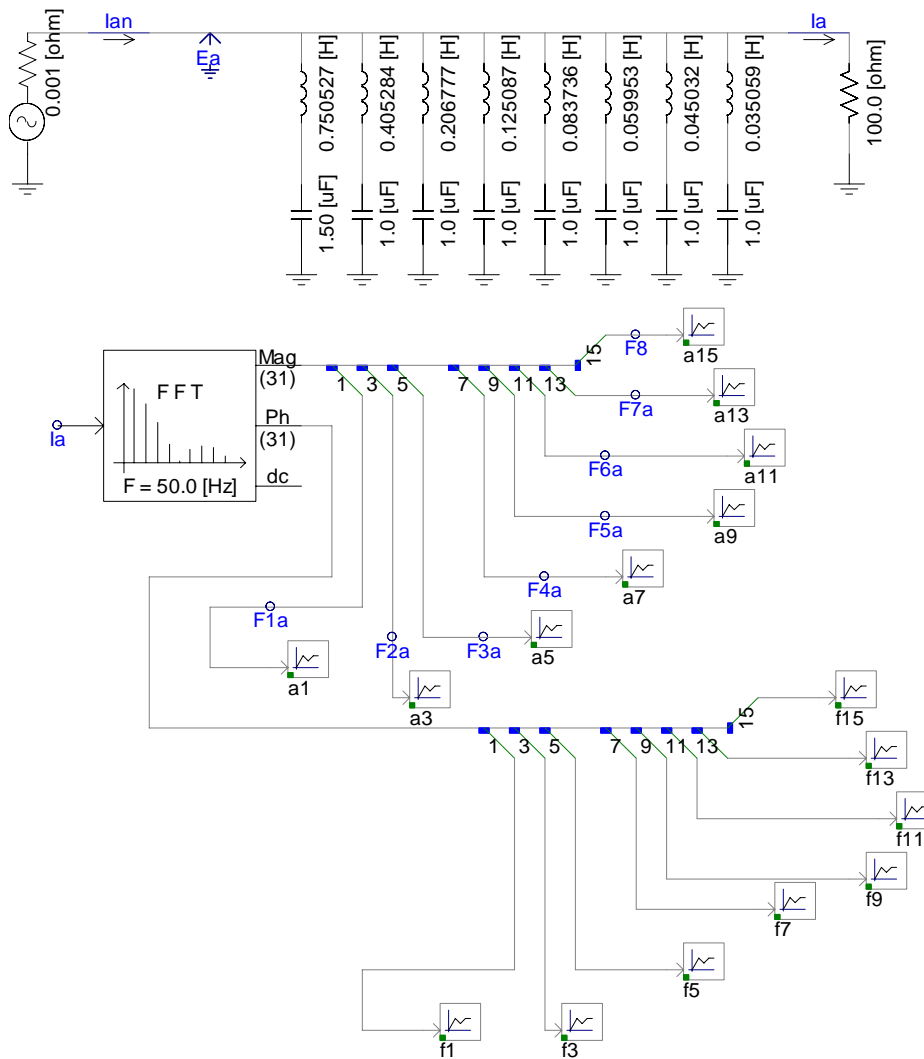 Ian
Ea
Ia
0.001 [ohm]
0.750527 [H]
0.405284 [H]
0.206777 [H]
0.125087 [H]
0.083736 [H]
0.059953 [H]
0.045032 [H]
0.035059 [H]
100.0 [ohm]
1.50 [uF]
1.0 [uF]
1.0 [uF]
1.0 [uF]
1.0 [uF]
1.0 [uF]
1.0 [uF]
1.0 [uF]
Ia
F F T
F = 50.0 [Hz]
Mag
(31)
Ph
(31)
dc
1
3
5
7
9
11
13
15
F8
a15
F7a
a13
F6a
a11
F5a
a9
F4a
a7
F1a
F2a
F3a
a5
a1
a3
1
3
5
7
9
11
13
15
f15
f13
f11
f9
f7
f5
f1
f3